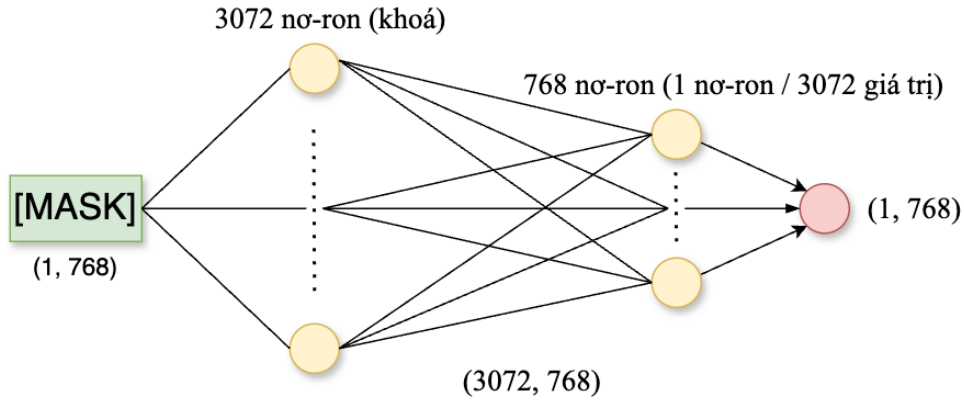 3072 nơ-ron (khoá)
768 nơ-ron (1 nơ-ron / 3072 giá trị)
[MASK]
(1, 768)
(1, 768)
(3072, 768)